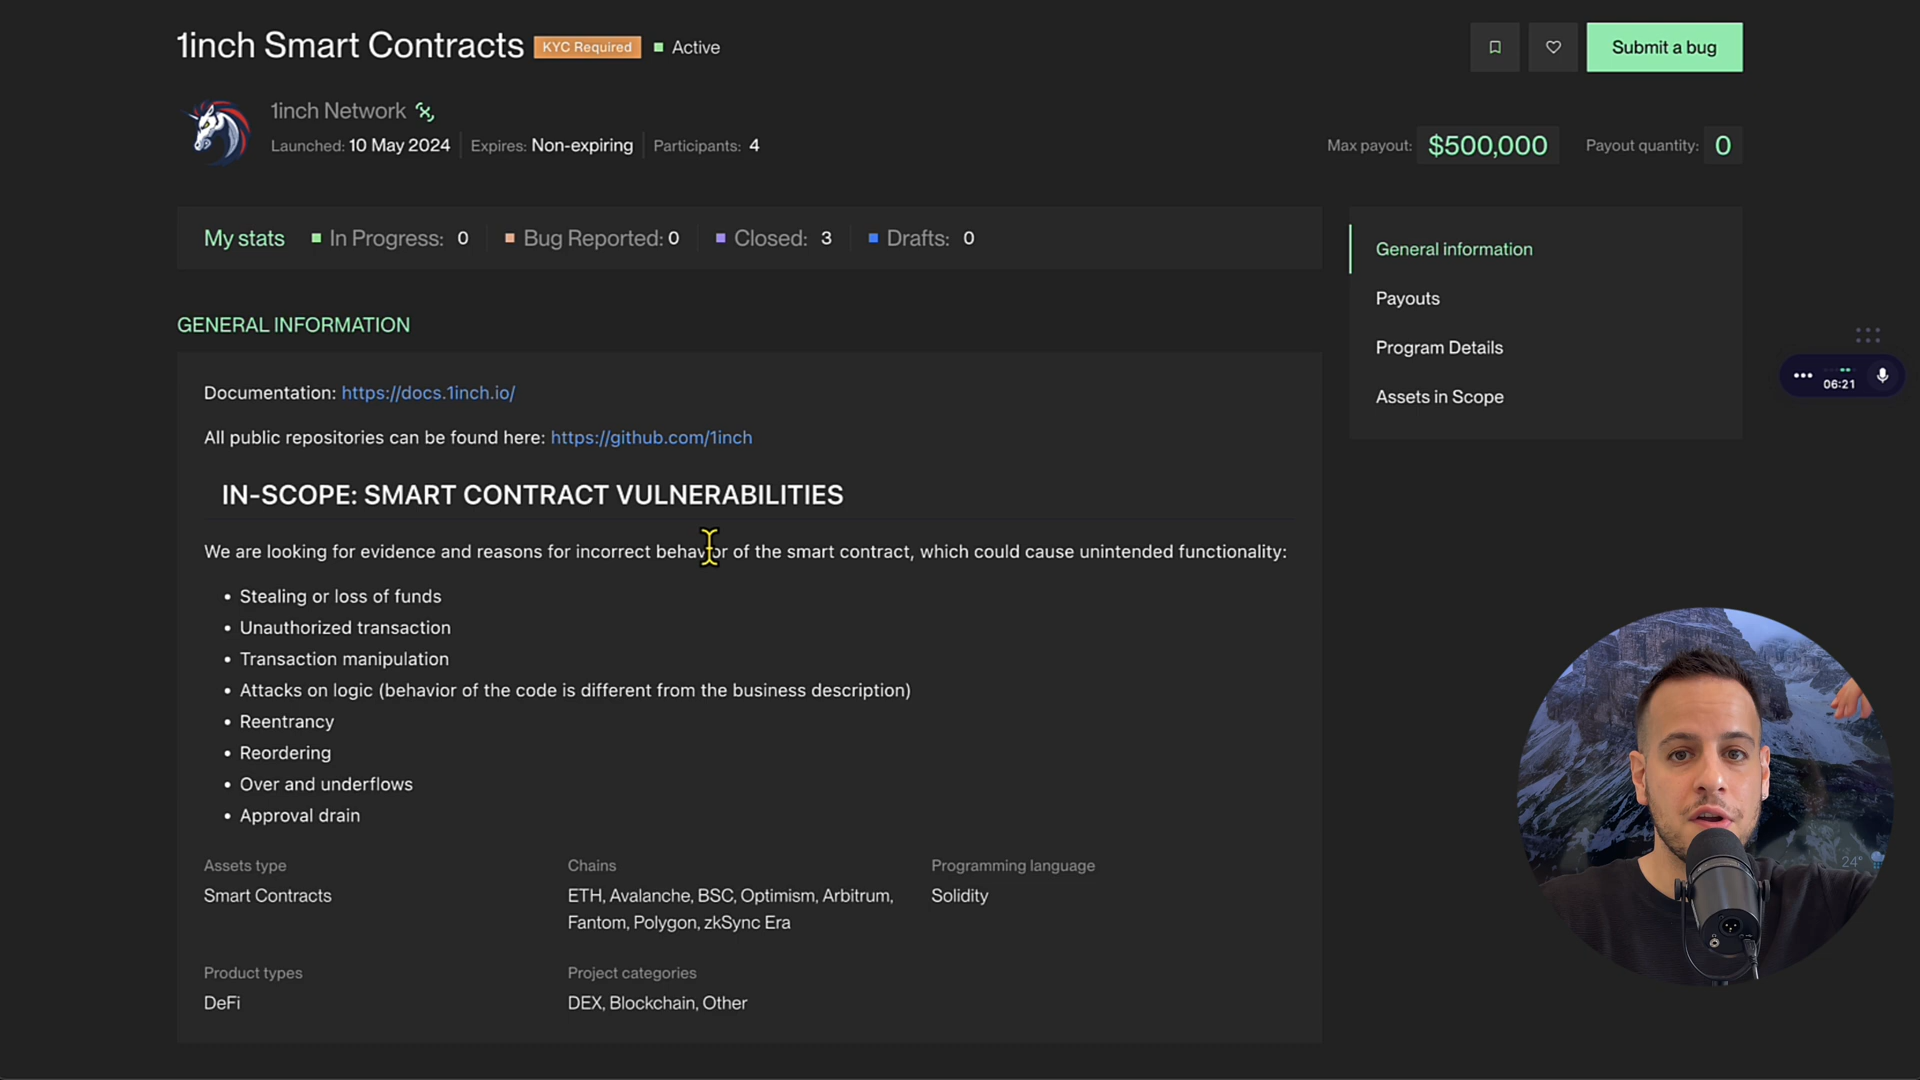 1inch Smart Contracts KYC Required Active Submit a bug
1inch Network
Launched: 10 May 2024 Expires: Non-expiring Participants: 4 Max payout: $500,000 Payout quantity: 0
My stats In Progress: 0 Bug Reported: 0 Closed: 3 Drafts: 0
General information
Payouts
Program Details
Assets in Scope
06:21
GENERAL INFORMATION
Documentation: https://docs.1inch.io/
All public repositories can be found here: https://github.com/1inch
IN-SCOPE: SMART CONTRACT VULNERABILITIES
We are looking for evidence and reasons for incorrect behavior of the smart contract, which could cause unintended functionality:
• Stealing or loss of funds
• Unauthorized transaction
• Transaction manipulation
• Attacks on logic (behavior of the code is different from the business description)
• Reentrancy
• Reordering
• Over and underflows
• Approval drain
Assets type Chains Programming language
Smart Contracts ETH, Avalanche, BSC, Optimism, Arbitrum, Solidity
Fantom, Polygon, zkSync Era
Product types Project categories
DeFi DEX, Blockchain, Other
24°